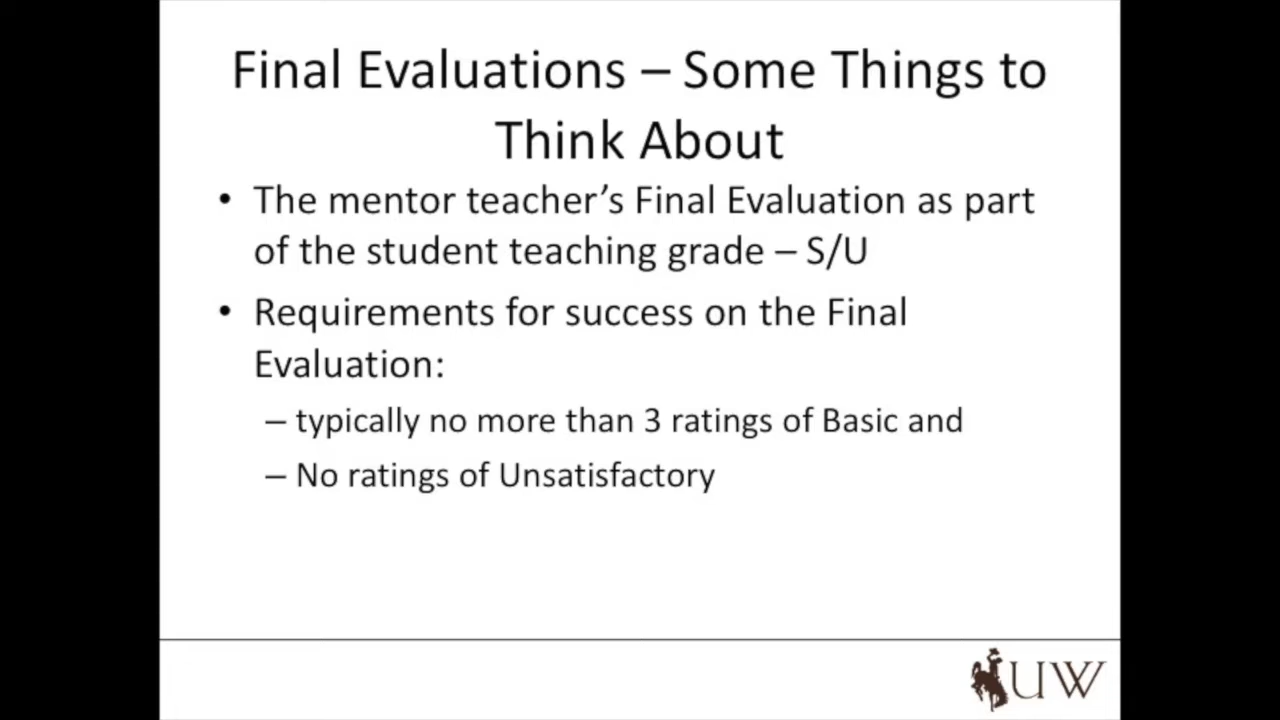 Final Evaluations – Some Things to
Think About
• The mentor teacher’s Final Evaluation as part
of the student teaching grade – S/U
• Requirements for success on the Final
Evaluation:
– typically no more than 3 ratings of Basic and
– No ratings of Unsatisfactory
UW